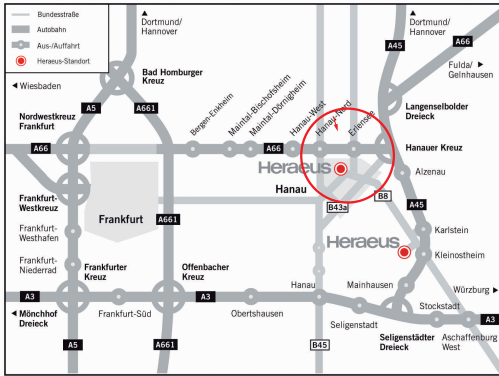 Bundesstraße
Autobahn
Aus-/Auffahrt
Heraeus-Standort
Dortmund/
Hannover
Dortmund/
Hannover
A45
A66
Fulda/
Gelnhausen
Wiesbaden
Bad Homburger
Kreuz
A5
A661
Nordwestkreuz
Frankfurt
Langenselbolder
Dreieck
Bergen-Enkheim
Maintal-Bischofsheim
Maintal-Dörnigheim
Hanau-West
Hanau-Nord
Erlensee
A66
A66
Hanauer Kreuz
Heraeus
Alzenau
Frankfurt-
Westkreuz
Hanau
B8
B43a
A45
Frankfurt
A661
Frankfurt-
Westhafen
Heraeus
Karlstein
Kleinostheim
Frankfurt-
Niederrad
Frankfurter
Kreuz
Offenbacher
Kreuz
Hanau
Mainhausen
Würzburg
A3
A3
Stockstadt
A3
Mönchhof
Dreieck
Frankfurt-Süd
Obertshausen
Seligenstadt
Seligenstädter
Dreieck
Aschaffenburg
West
A5
A661
B45